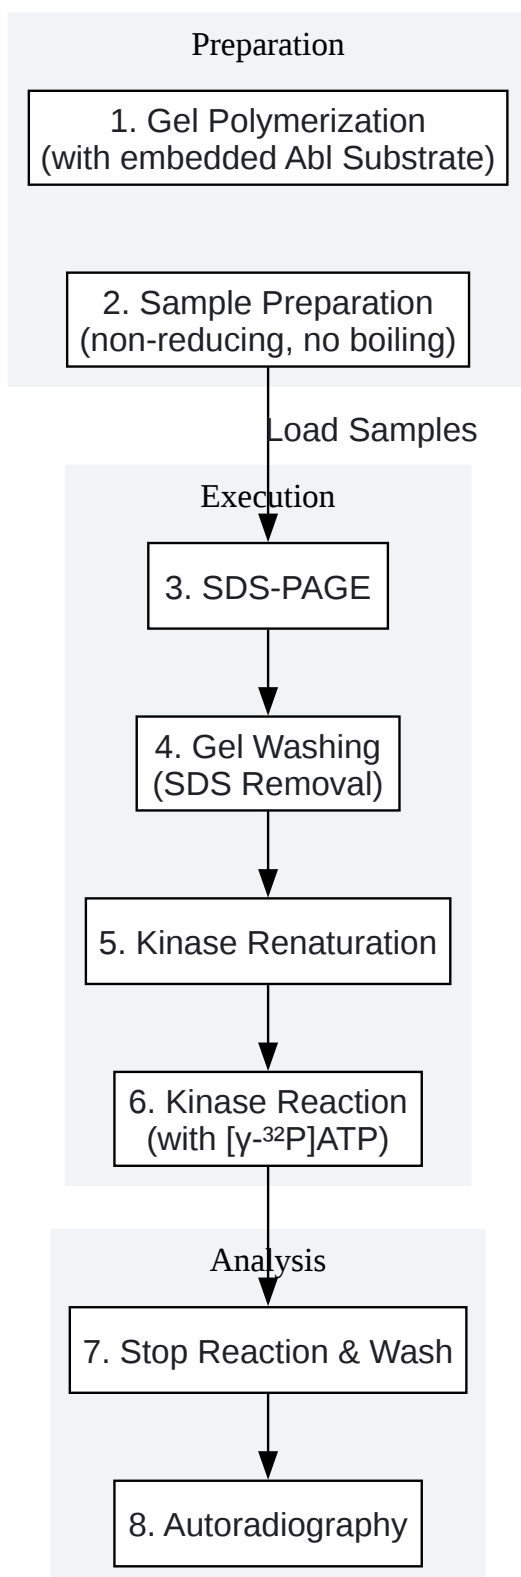 Preparation
1. Gel Polymerization
(with embedded Abl Substrate)
2. Sample Preparation
(non-reducing, no boiling)
Load Samples
Execution
3. SDS-PAGE
4. Gel Washing
(SDS Removal)
5. Kinase Renaturation
6. Kinase Reaction
(with [γ-³²P]ATP)
Analysis
7. Stop Reaction & Wash
8. Autoradiography